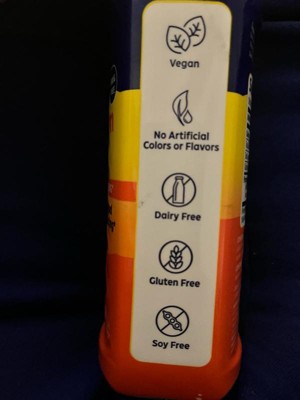 Vegan
No Artificial
Colors or Flavors
Dairy Free
Gluten Free
Soy Free